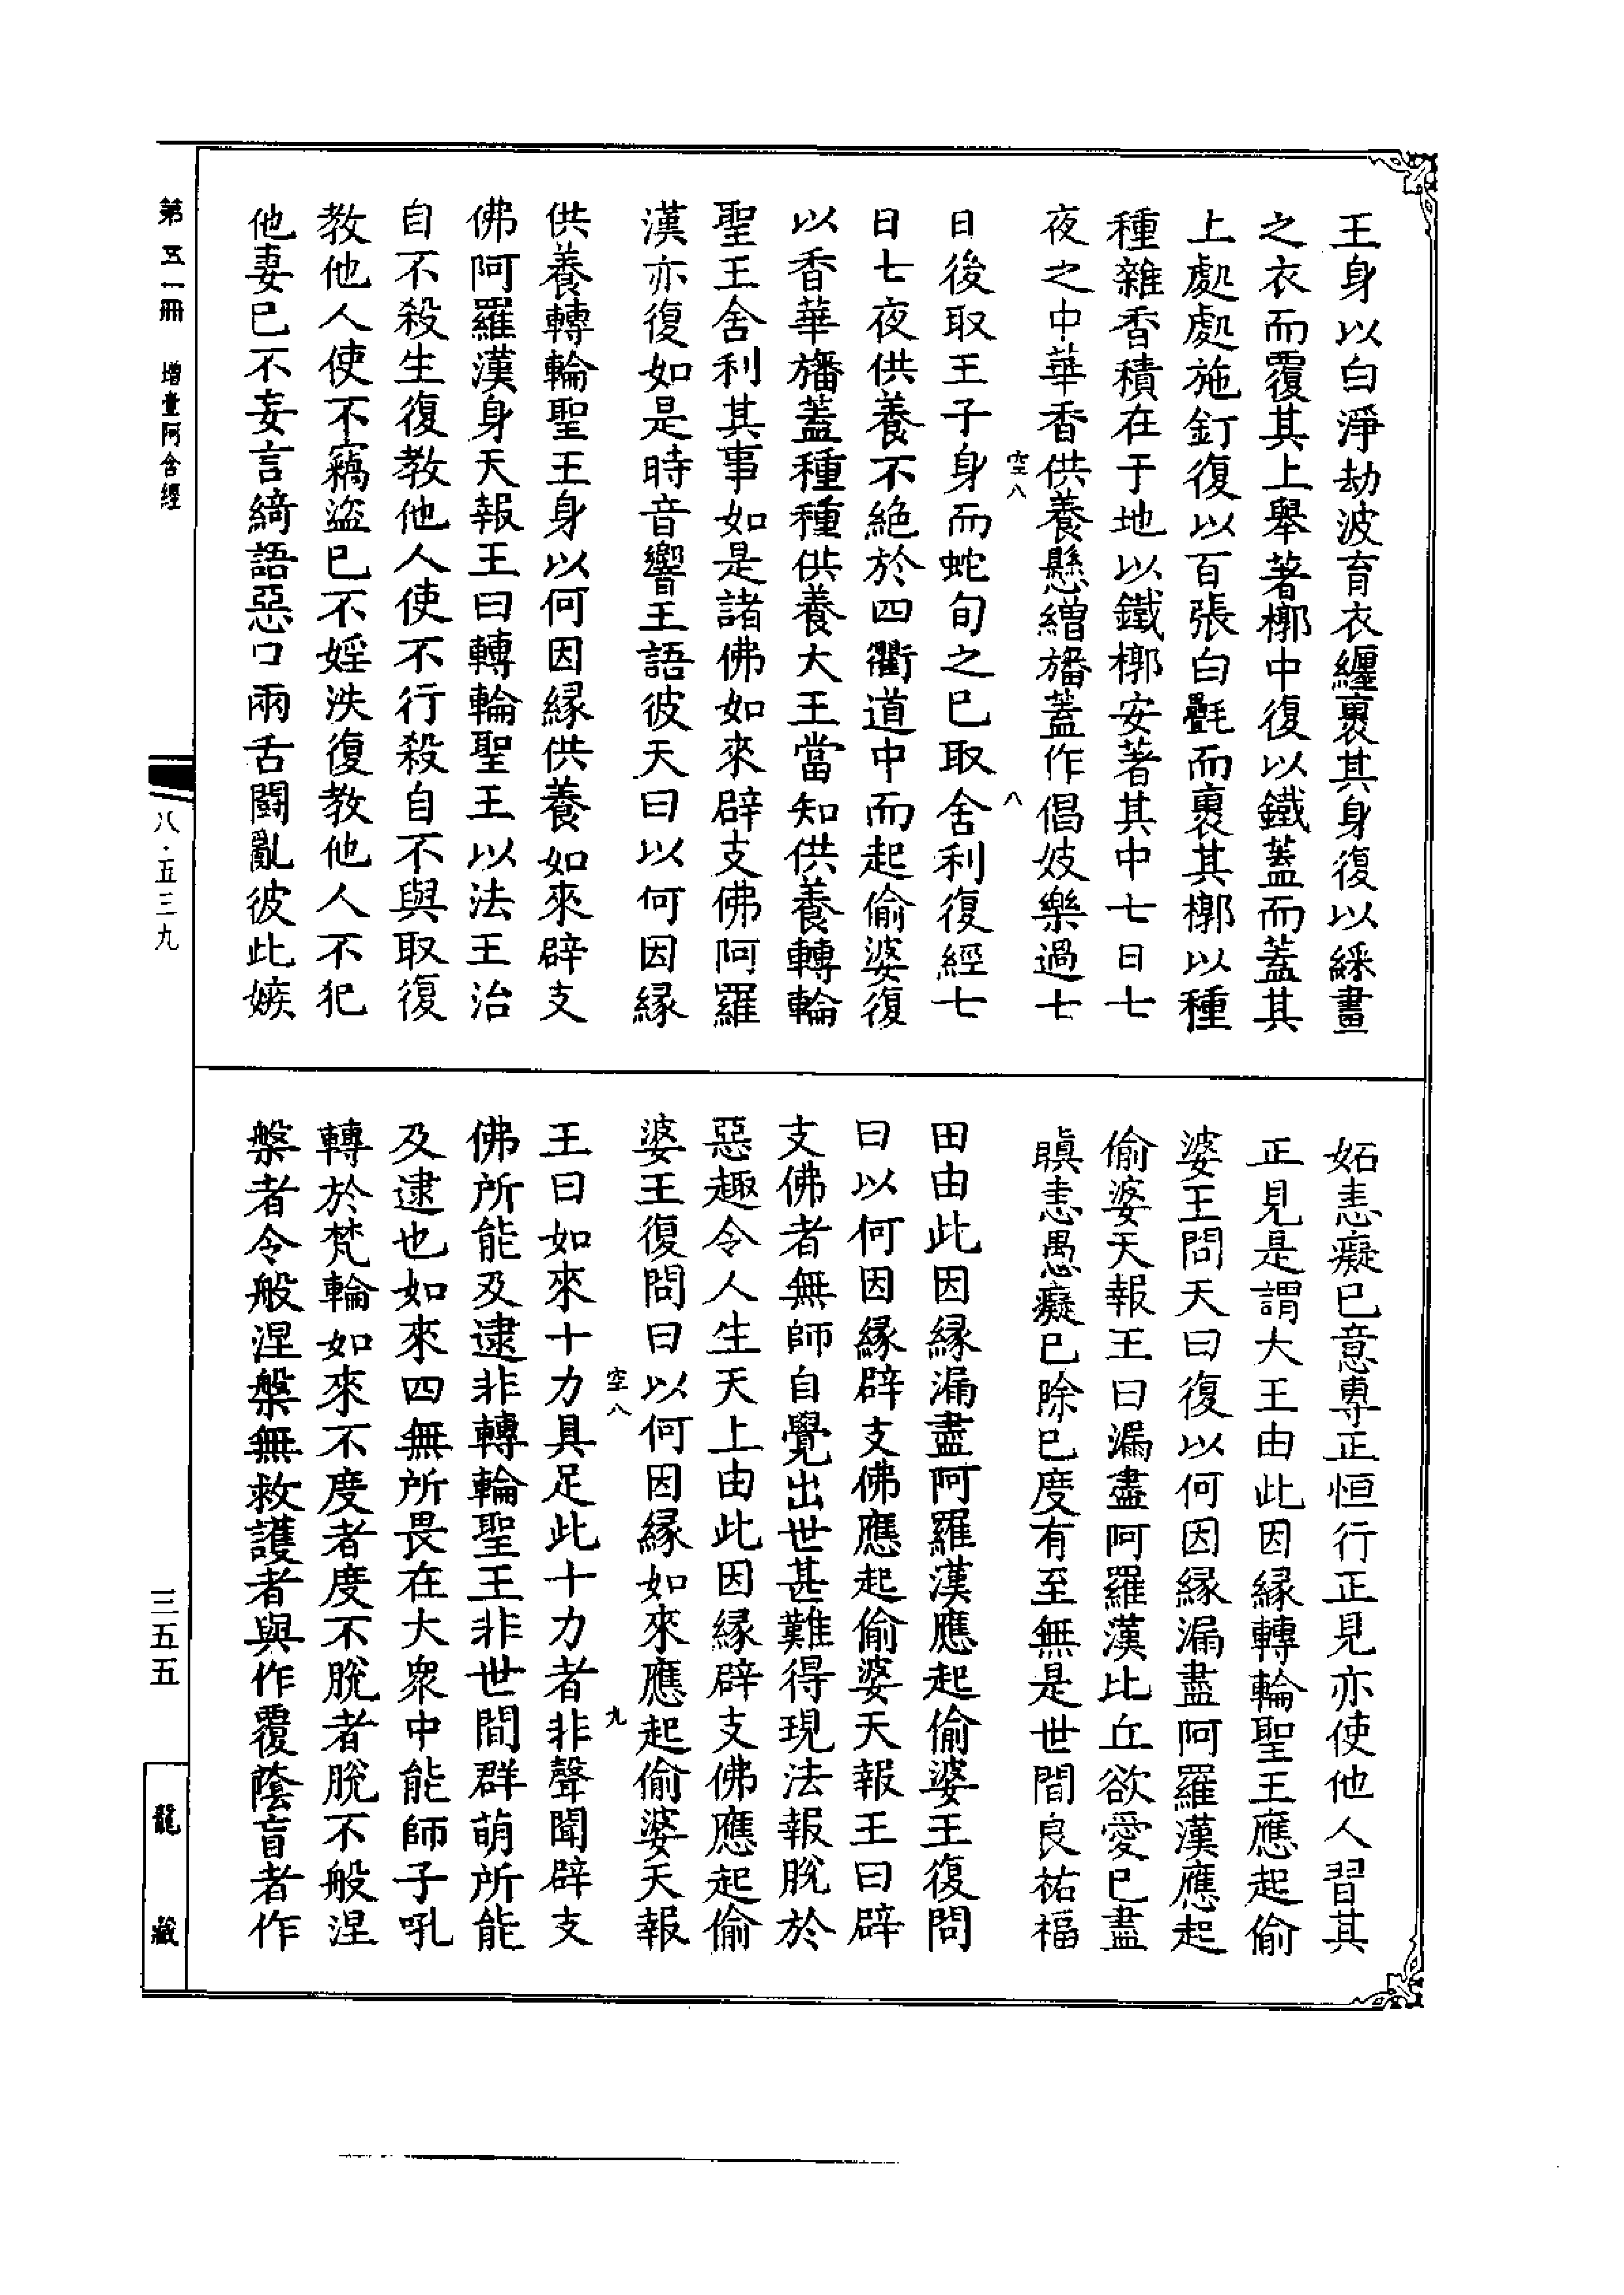 王身以白淨劫波育衣纏裹其身復以綵畫
之衣而覆其上舉著槨中復以鐵蓋而蓋其
上處處施釘復以百張白㲲而裹其槨以種
種雜香積在于地以鐵槨安著其中七日七
夜之中華香供養懸繒旛蓋作倡妓樂過七
空八 八
日後取王子身而蛇旬之已取舍利復經七
日七夜供養不絕於四衢道中而起偷婆復
以香華旛蓋種種供養大王當知供養轉輪
聖王舍利其事如是諸佛如來辟支佛阿羅
漢亦復如是時音響王語彼天曰以何因緣
供養轉輪聖王身以何因緣供養如來辟支
佛阿羅漢身天報王曰轉輪聖王以法王治
自不殺生復教他人使不行殺自不與取復
教他人使不竊盜已不婬泆復教他人不犯
他妻已不妄言綺語惡口兩舌鬪亂彼此嫉
妬恚癡已意專正恒行正見亦使他人習其
正見是謂大王由此因緣轉輪聖王應起偷
婆王問天曰復以何因緣漏盡阿羅漢應起
偷婆天報王曰漏盡阿羅漢比丘欲愛已盡
瞋恚愚癡已除已度有至無是世間良祐福
田由此因緣漏盡阿羅漢應起偷婆王復問
曰以何因緣辟支佛應起偷婆天報王曰辟
支佛者無師自覺出世甚難得現法報脫於
惡趣令人生天上由此因緣辟支佛應起偷
婆王復問曰以何因緣如來應起偷婆天報
空八 九
王曰如來十力具足此十力者非聲聞辟支
佛所能及逮非轉輪聖王非世間群萌所能
及逮也如來四無所畏在大眾中能師子吼
轉於梵輪如來不度者度不脫者脫不般涅
槃者令般涅槃無救護者與作覆蔭盲者作
第五一冊 增壹阿含經
八·五三九
三五五
龍藏